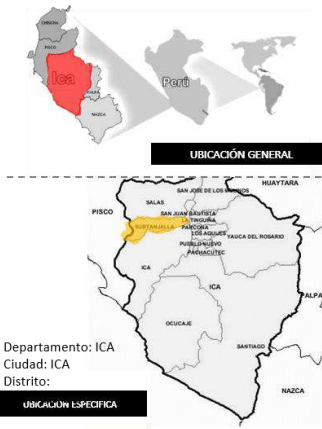 CHINCHA
PISCO
Ica
PALPA
NAZCA
Perú
UBICACIÓN GENERAL
HUAYTARA
SAN JOSE DE LOS MOLINOS
SALAS
PISCO
SAN JUAN BAUTISTA
LA TINGUIÑA
SUBTANJALLA
PARCONA
LOS AQUIJES
YAUCA DEL ROSARIO
PUEBLO NUEVO
PACHACUTEC
ICA
ICA
ALPA
OCUCAJE
SANTIAGO
NAZCA
Departamento: ICA
Ciudad: ICA
Distrito:
UBICACIÓN ESPECIFICA